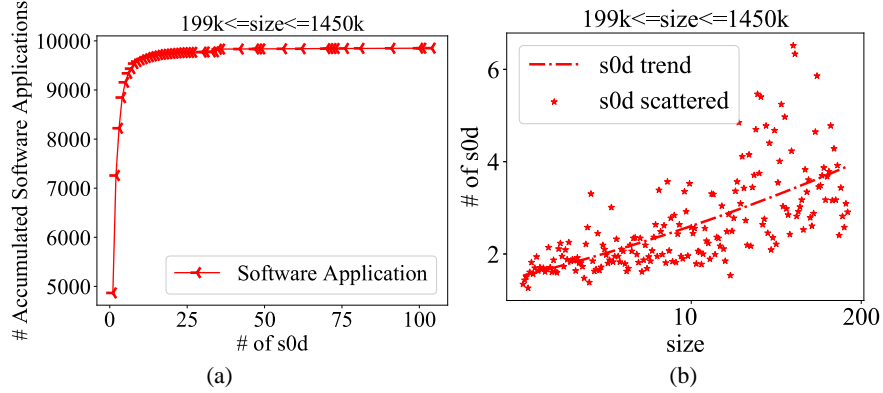 199k<=size<=1450k
# Accumulated Software Applications
10000
9000
8000
7000
6000
5000
Software Application
0
25
50
75
100
# of s0d
(a)
199k<=size<=1450k
# of s0d
6
4
2
s0d trend
s0d scattered
10
200
size
(b)